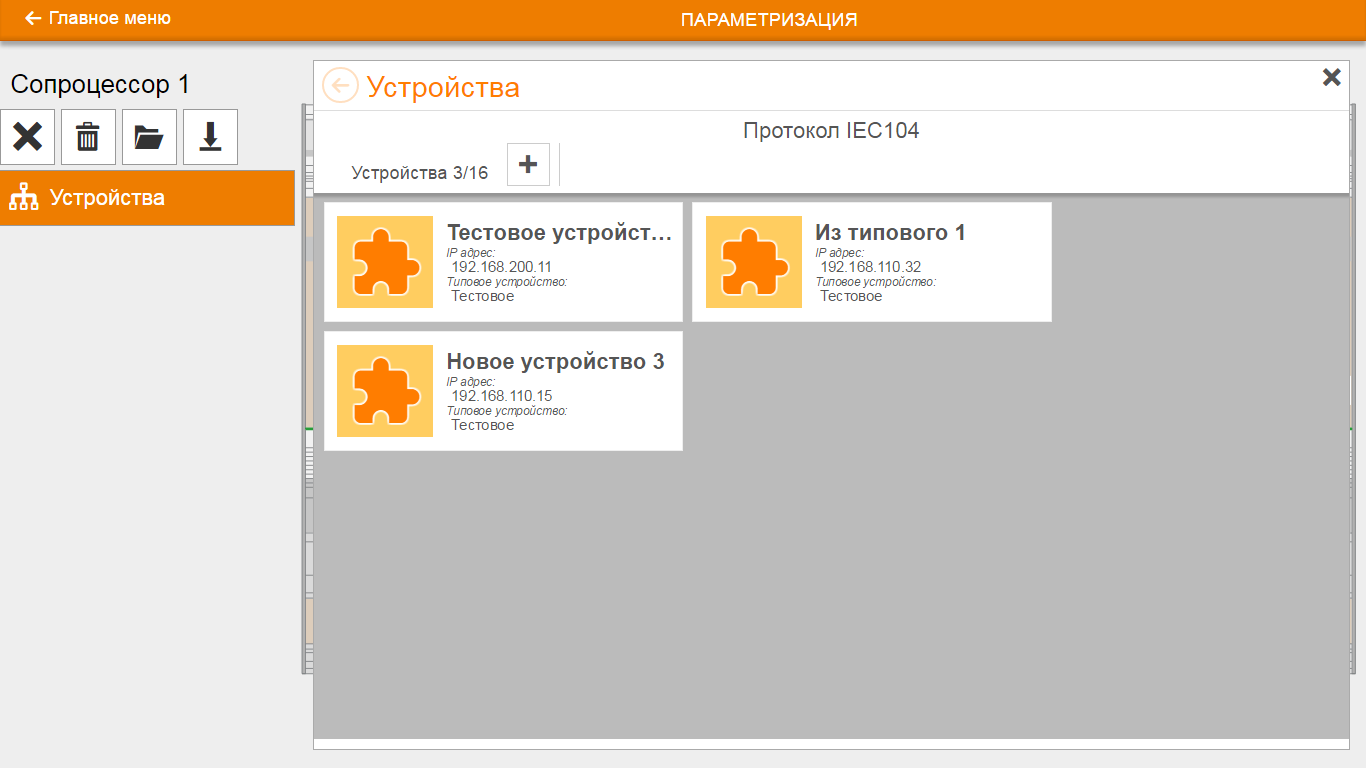 Главное меню
ПАРАМЕТРИЗАЦИЯ
Сопроцессор 1
Устройства
Устройства
Протокол IEC104
Устройства 3/16
Тестовое устройст...
IP адрес:
192.168.200.11
Типовое устройство:
Тестовое
Из типового 1
IP адрес:
192.168.110.32
Типовое устройство:
Тестовое
Новое устройство 3
IP адрес:
192.168.110.15
Типовое устройство:
Тестовое